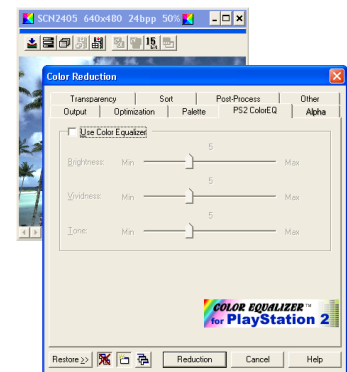 SCN2405 640x480 24bpp 50%
15
Color Reduction
Transparency Sort Post-Process Other
Output Optimization Palette PS2 ColorEQ Alpha
Use Color Equalizer
5
Brightness: Min Max
5
Vividness: Min Max
5
Tone: Min Max
COLOR EQUALIZER™
for PlayStation 2
Restore >> Reduction Cancel Help